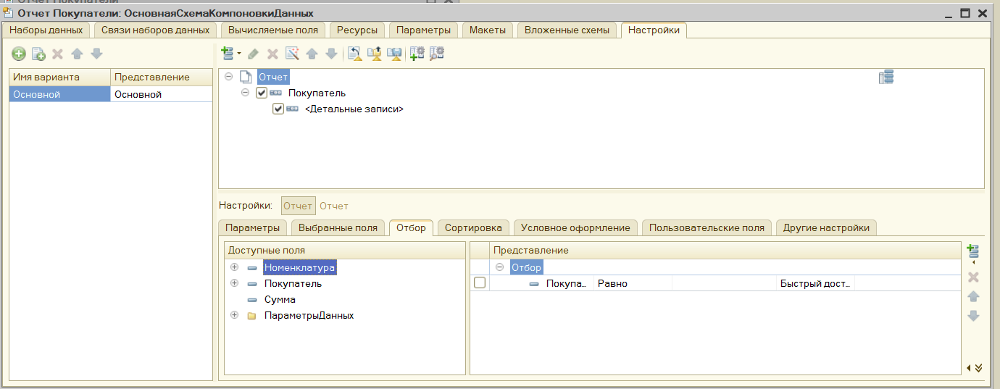 Отчет Покупатели
Отчет Покупатели: ОсновнаяСхемаКомпоновкиДанных
Наборы данных Связи наборов данных Вычисляемые поля Ресурсы Параметры Макеты Вложенные схемы Настройки
Имя варианта Представление
Основной Основной
Отчет
Покупатель
<Детальные записи>
Настройки: Отчет Отчет
Параметры Выбранные поля Отбор Сортировка Условное оформление Пользовательские поля Другие настройки
Доступные поля
Номенклатура
Покупатель
Сумма
ПараметрыДанных
Представление
Отбор
Покупа... Равно Быстрый дост...